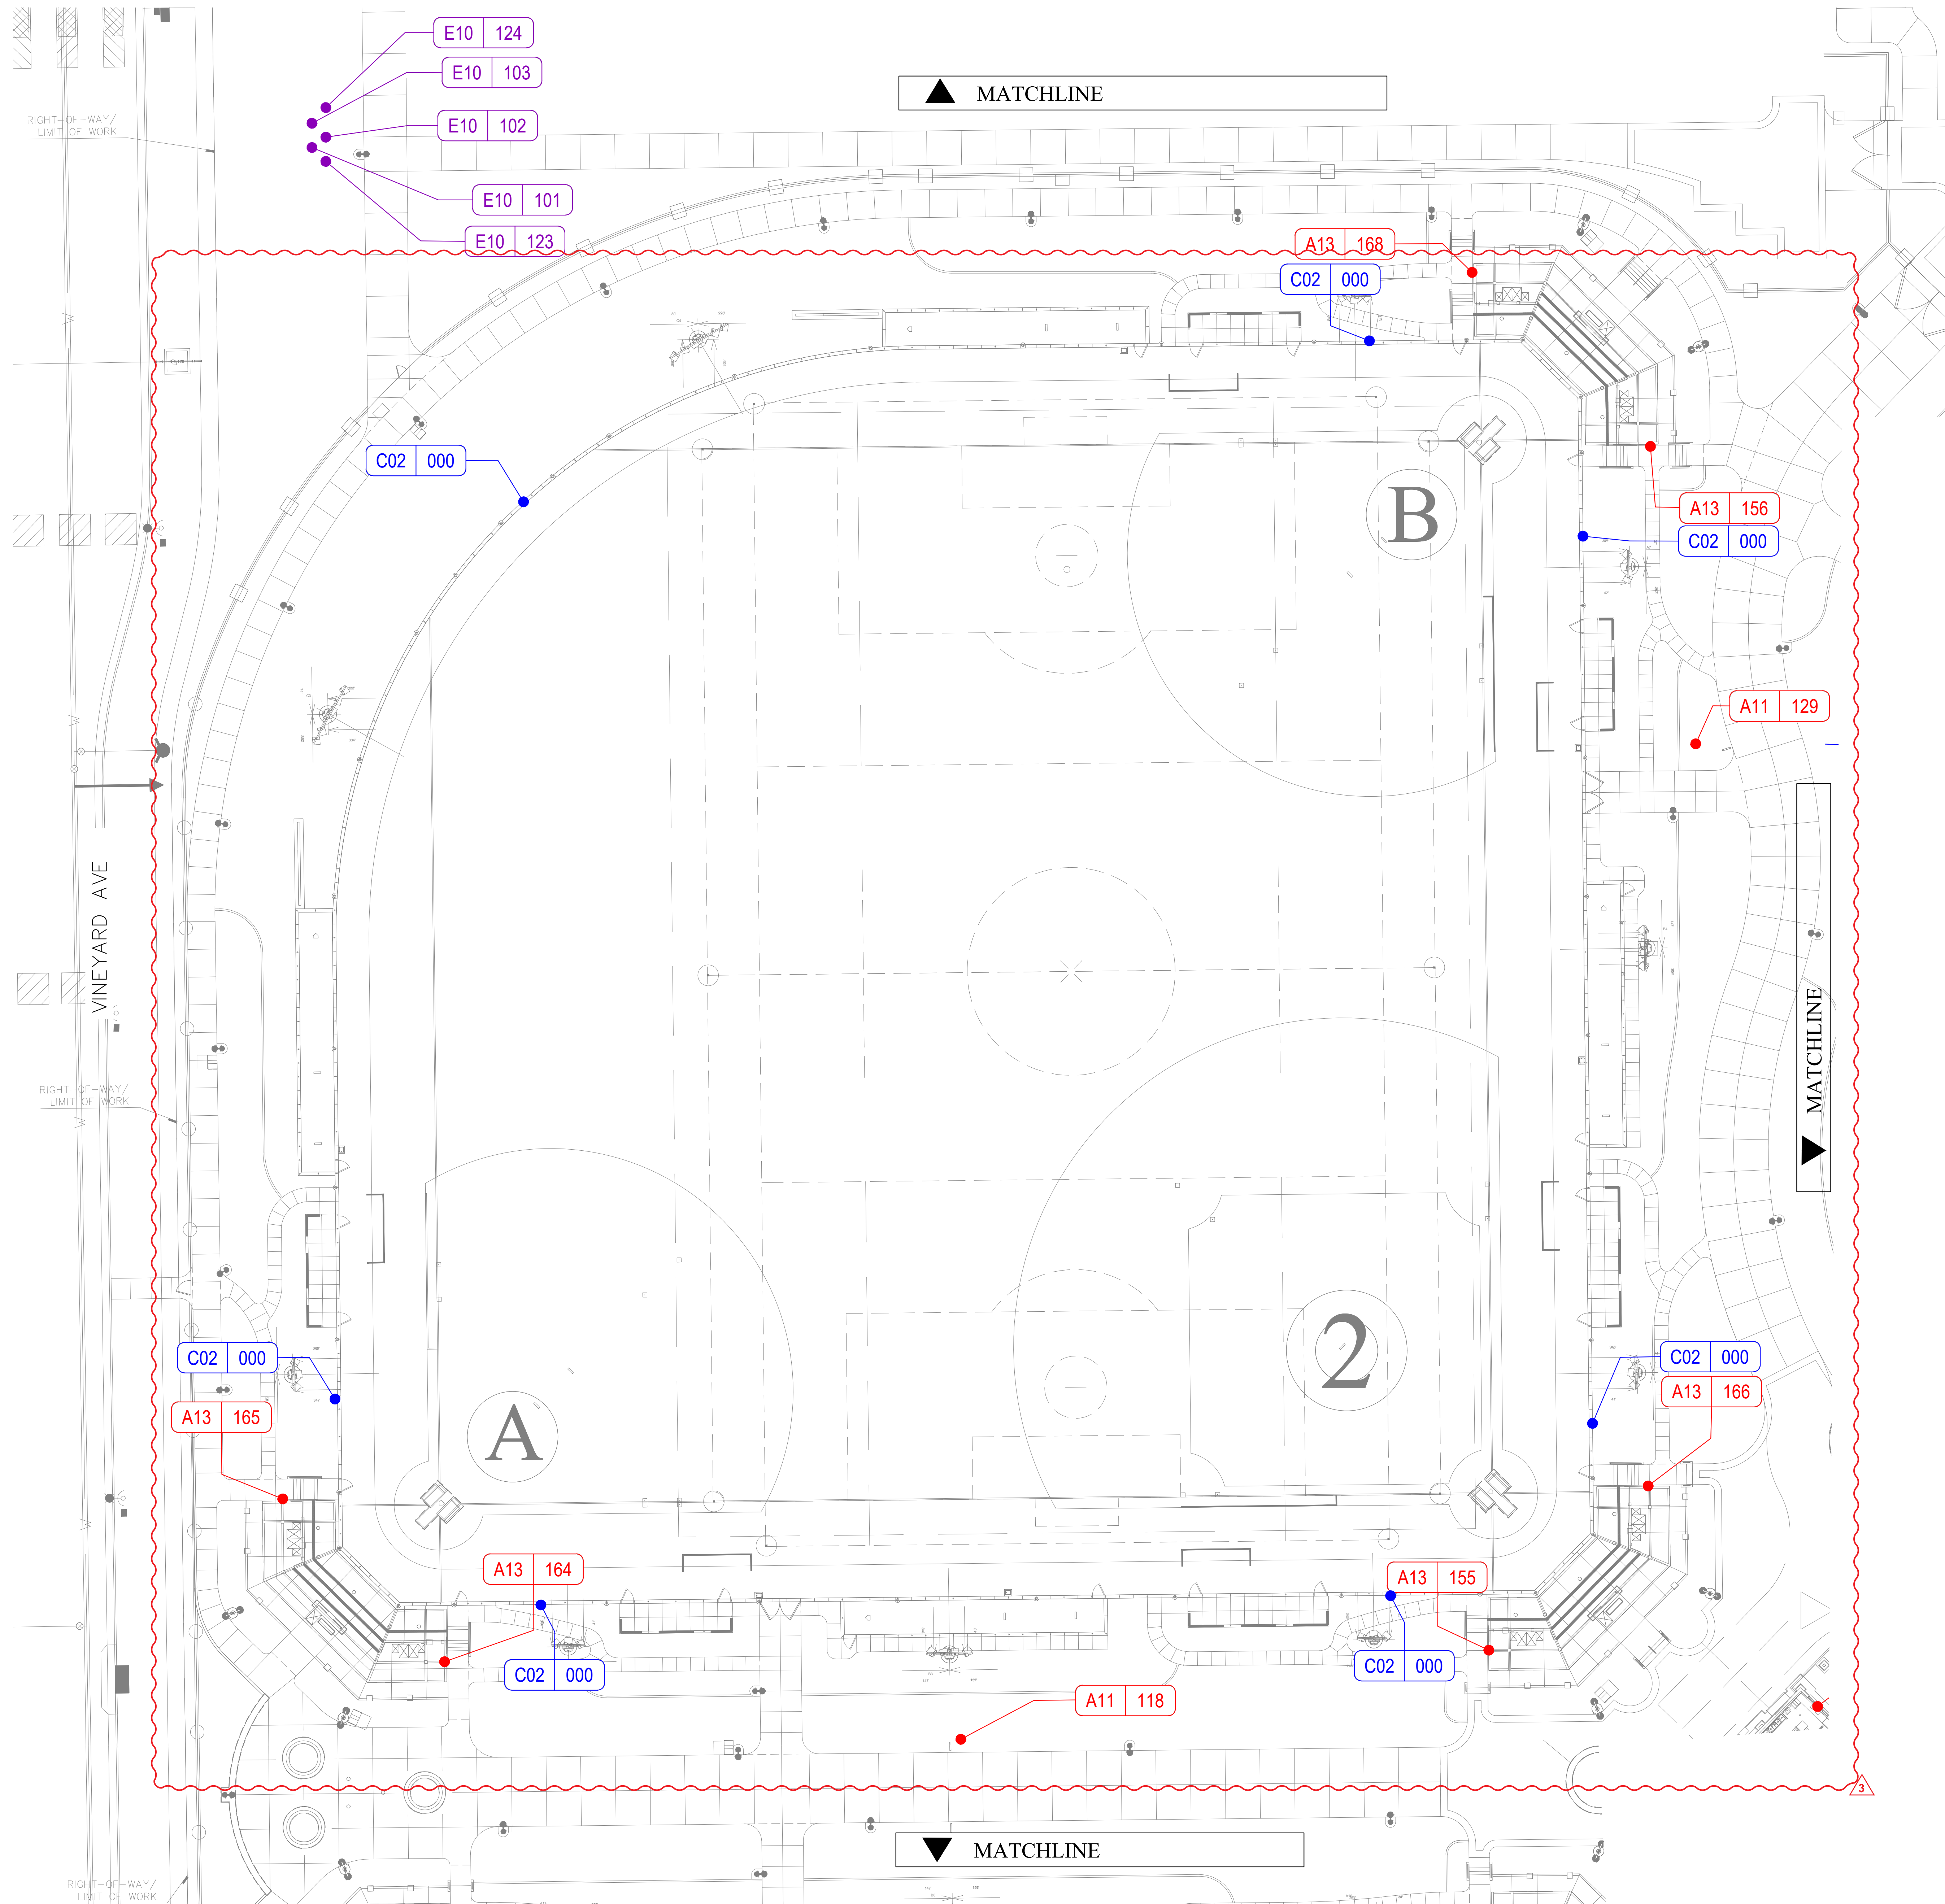 E10 124
E10 103
MATCHLINE
RIGHT-OF-WAY/
LIMIT OF WORK
E10 102
E10 101
E10 123
A13 168
C02 000
C02 000
B
A13 156
C02 000
A11 129
VINEYARD AVE
MATCHLINE
RIGHT-OF-WAY/
LIMIT OF WORK
2
C02 000
C02 000
A13 166
A13 165
A
A13 164
A13 155
C02 000
C02 000
A11 118
3
MATCHLINE
RIGHT-OF-WAY/
LIMIT OF WORK